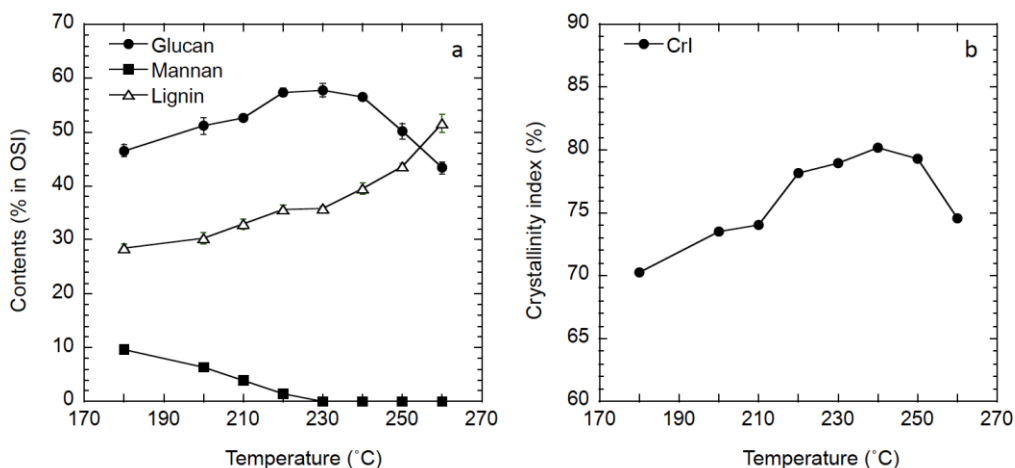 70
60
50
40
30
20
10
0
Contents (% in OSI)
Glucan
Mannan
Lignin
a
170 190 210 230 250 270
Temperature (˚C)
90
85
80
75
70
65
60
Crystallinity index (%)
CrI
b
170 190 210 230 250 270
Temperature (˚C)